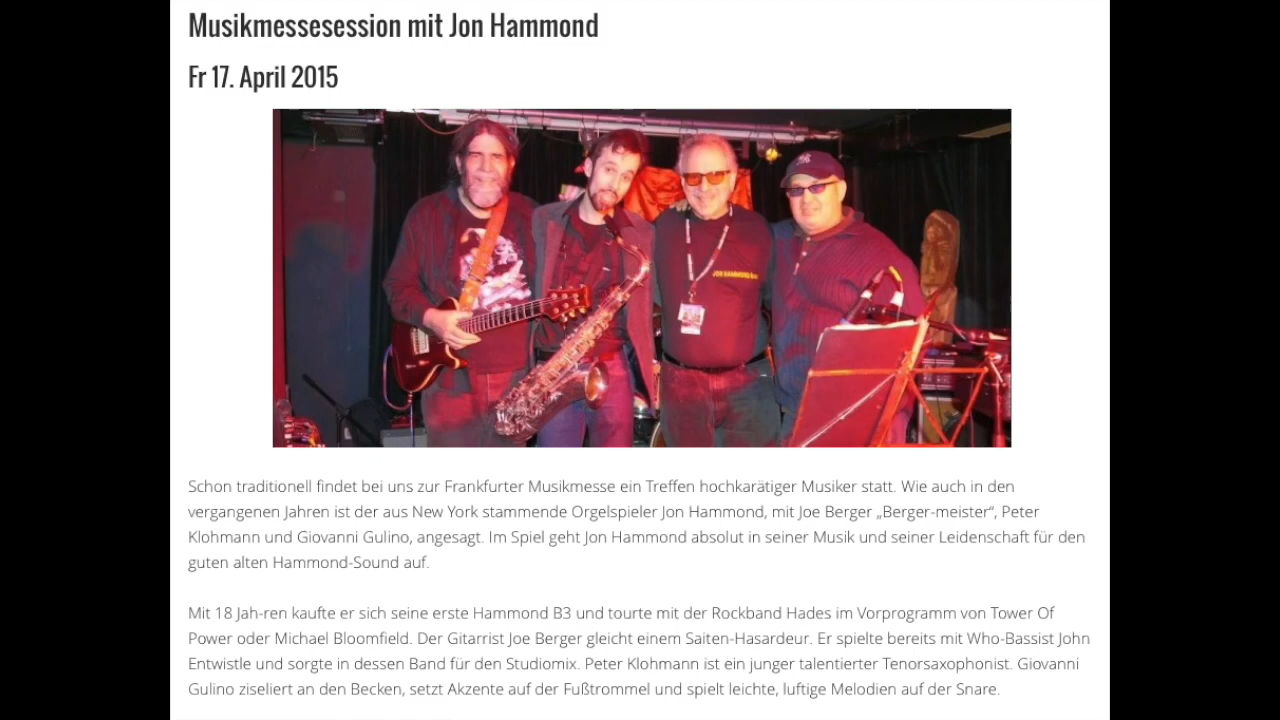 Musikmessesession mit Jon Hammond
Fr 17. April 2015
JON HAMMOND
Schon traditionell findet bei uns zur Frankfurter Musikmesse ein Treffen hochkarätiger Musiker statt. Wie auch in den
vergangenen Jahren ist der aus New York stammende Orgelspieler Jon Hammond, mit Joe Berger „Berger-meister“, Peter
Klohmann und Giovanni Gulino, angesagt. Im Spiel geht Jon Hammond absolut in seiner Musik und seiner Leidenschaft für den
guten alten Hammond-Sound auf.
Mit 18 Jah-ren kaufte er sich seine erste Hammond B3 und tourte mit der Rockband Hades im Vorprogramm von Tower Of
Power oder Michael Bloomfield. Der Gitarrist Joe Berger gleicht einem Saiten-Hasardeur. Er spielte bereits mit Who-Bassist John
Entwistle und sorgte in dessen Band für den Studiomix. Peter Klohmann ist ein junger talentierter Tenorsaxophonist. Giovanni
Gulino ziseliert an den Becken, setzt Akzente auf der Fußtrommel und spielt leichte, luftige Melodien auf der Snare.